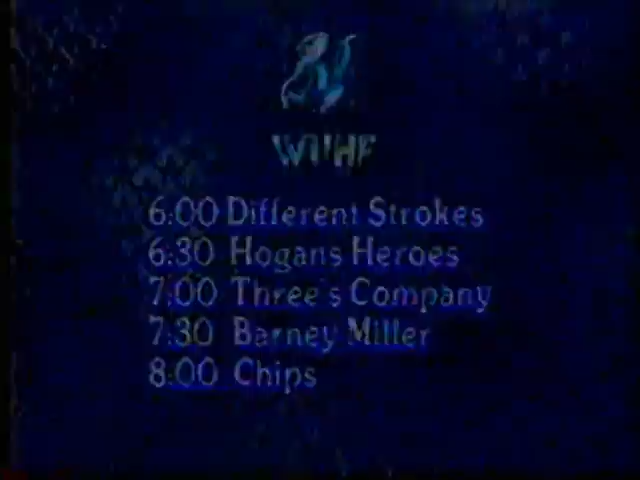 WUHF
6:00 Different Strokes
6:30 Hogans Heroes
7:00 Three's Company
7:30 Barney Miller
8:00 Chips